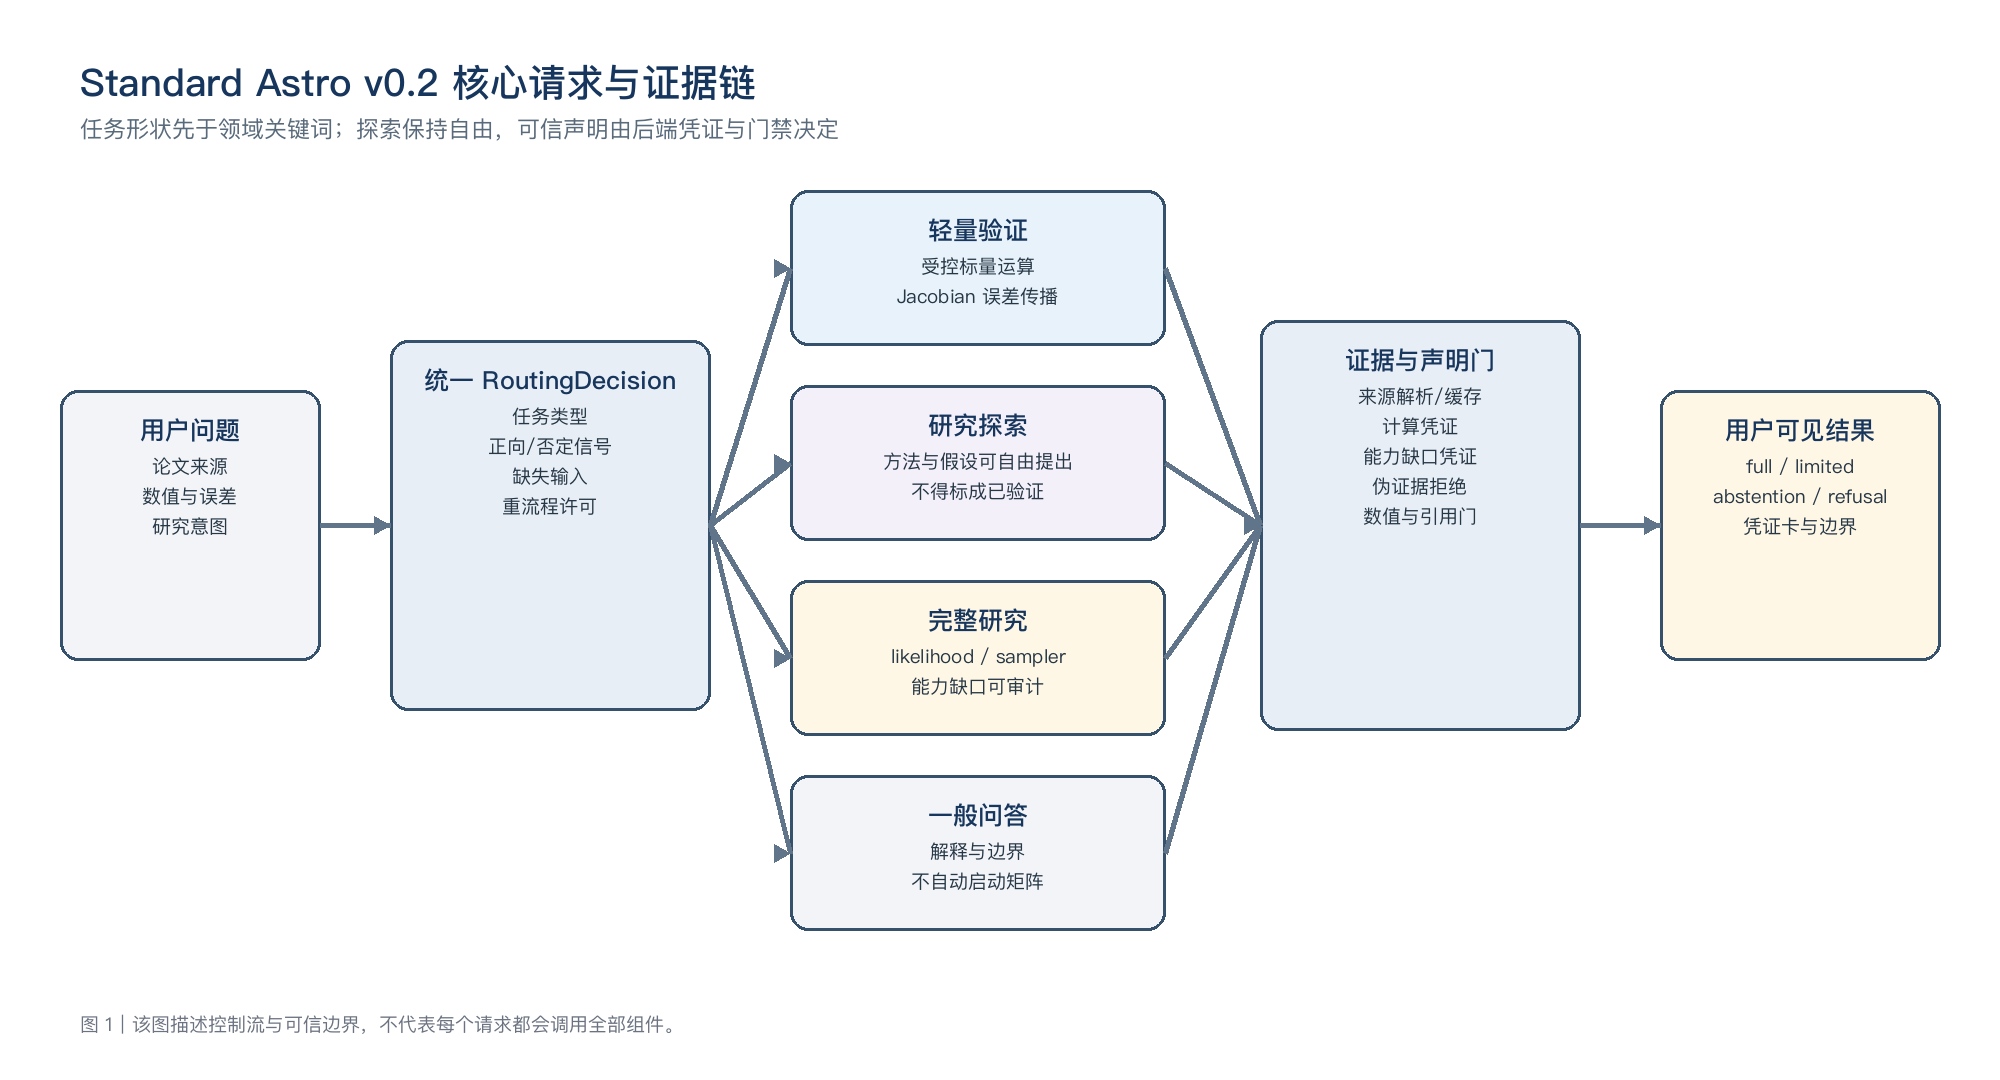 Standard Astro v0.2 核心请求与证据链
任务形状先于领域关键词；探索保持自由，可信声明由后端凭证与门禁决定
用户问题
论文来源
数值与误差
研究意图
统一 RoutingDecision
任务类型
正向/否定信号
缺失输入
重流程许可
轻量验证
受控标量运算
Jacobian 误差传播
研究探索
方法与假设可自由提出
不得标成已验证
完整研究
likelihood / sampler
能力缺口可审计
一般问答
解释与边界
不自动启动矩阵
证据与声明门
来源解析/缓存
计算凭证
能力缺口凭证
伪证据拒绝
数值与引用门
用户可见结果
full / limited
abstention / refusal
凭证卡与边界
图 1｜该图描述控制流与可信边界，不代表每个请求都会调用全部组件。